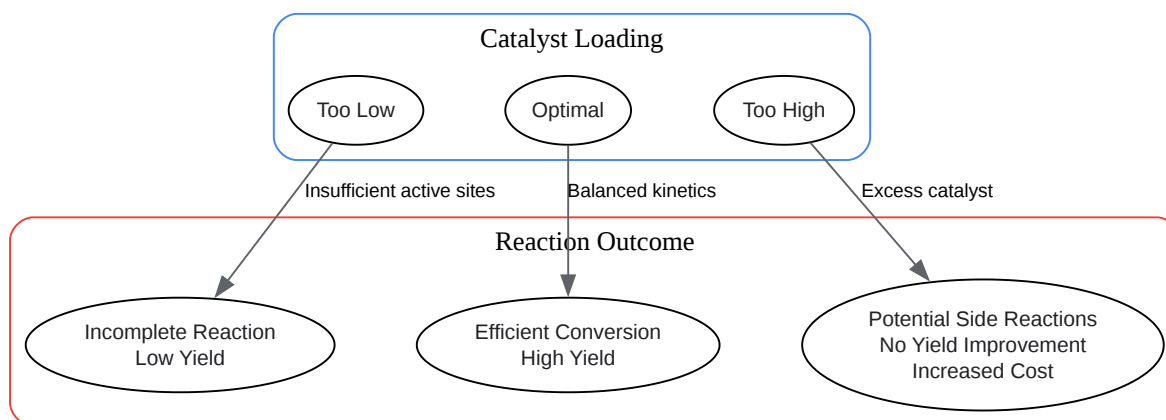 Catalyst Loading
Too Low
Optimal
Too High
Insufficient active sites
Balanced kinetics
Excess catalyst
Reaction Outcome
Incomplete Reaction
Low Yield
Efficient Conversion
High Yield
Potential Side Reactions
No Yield Improvement
Increased Cost